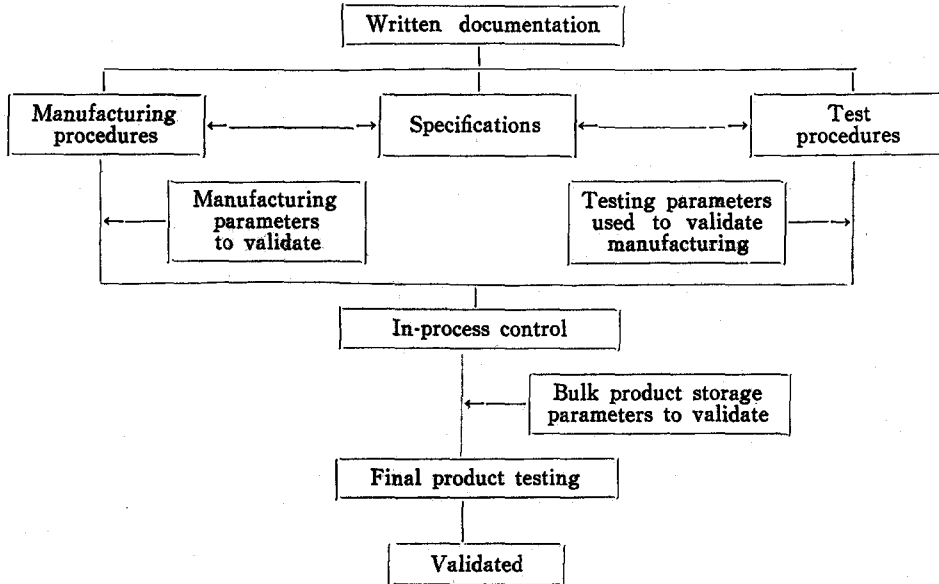 Written documentation
Manufacturing
procedures
Specifications
Test
procedures
Manufacturing
parameters
to validate
Testing parameters
used to validate
manufacturing
In-process control
Bulk product storage
parameters to validate
Final product testing
Validated